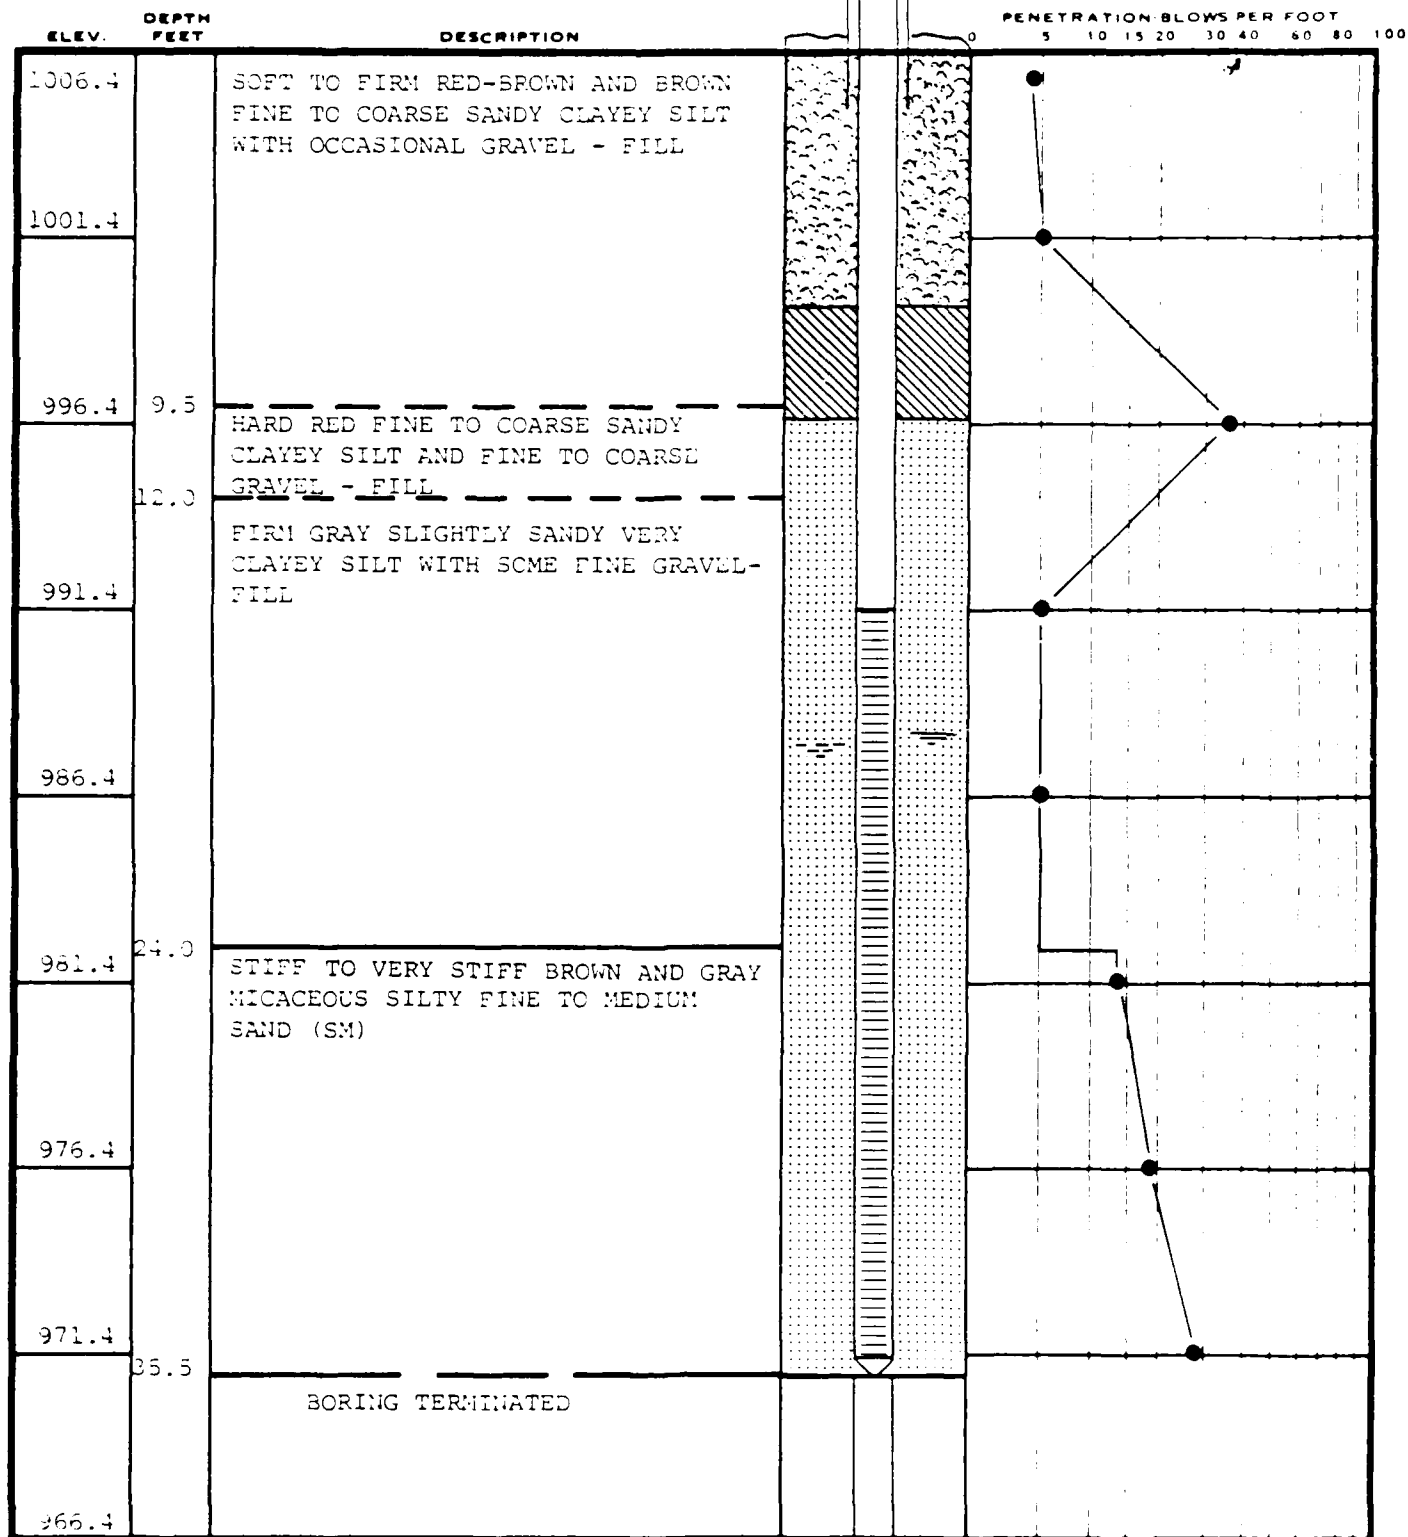 ELEV.
DEPTH
FEET
DESCRIPTION
PENETRATION-BLOWS PER FOOT
0 5 10 15 20 30 40 60 80 100
1006.4
SOFT TO FIRM RED-BROWN AND BROWN
FINE TO COARSE SANDY CLAYEY SILT
WITH OCCASIONAL GRAVEL - FILL
1001.4
996.4
9.5
HARD RED FINE TO COARSE SANDY
CLAYEY SILT AND FINE TO COARSE
GRAVEL - FILL
12.0
FIRM GRAY SLIGHTLY SANDY VERY
CLAYEY SILT WITH SOME FINE GRAVEL-
FILL
991.4
986.4
24.0
981.4
STIFF TO VERY STIFF BROWN AND GRAY
MICACEOUS SILTY FINE TO MEDIUM
SAND (SM)
976.4
971.4
35.5
BORING TERMINATED
966.4